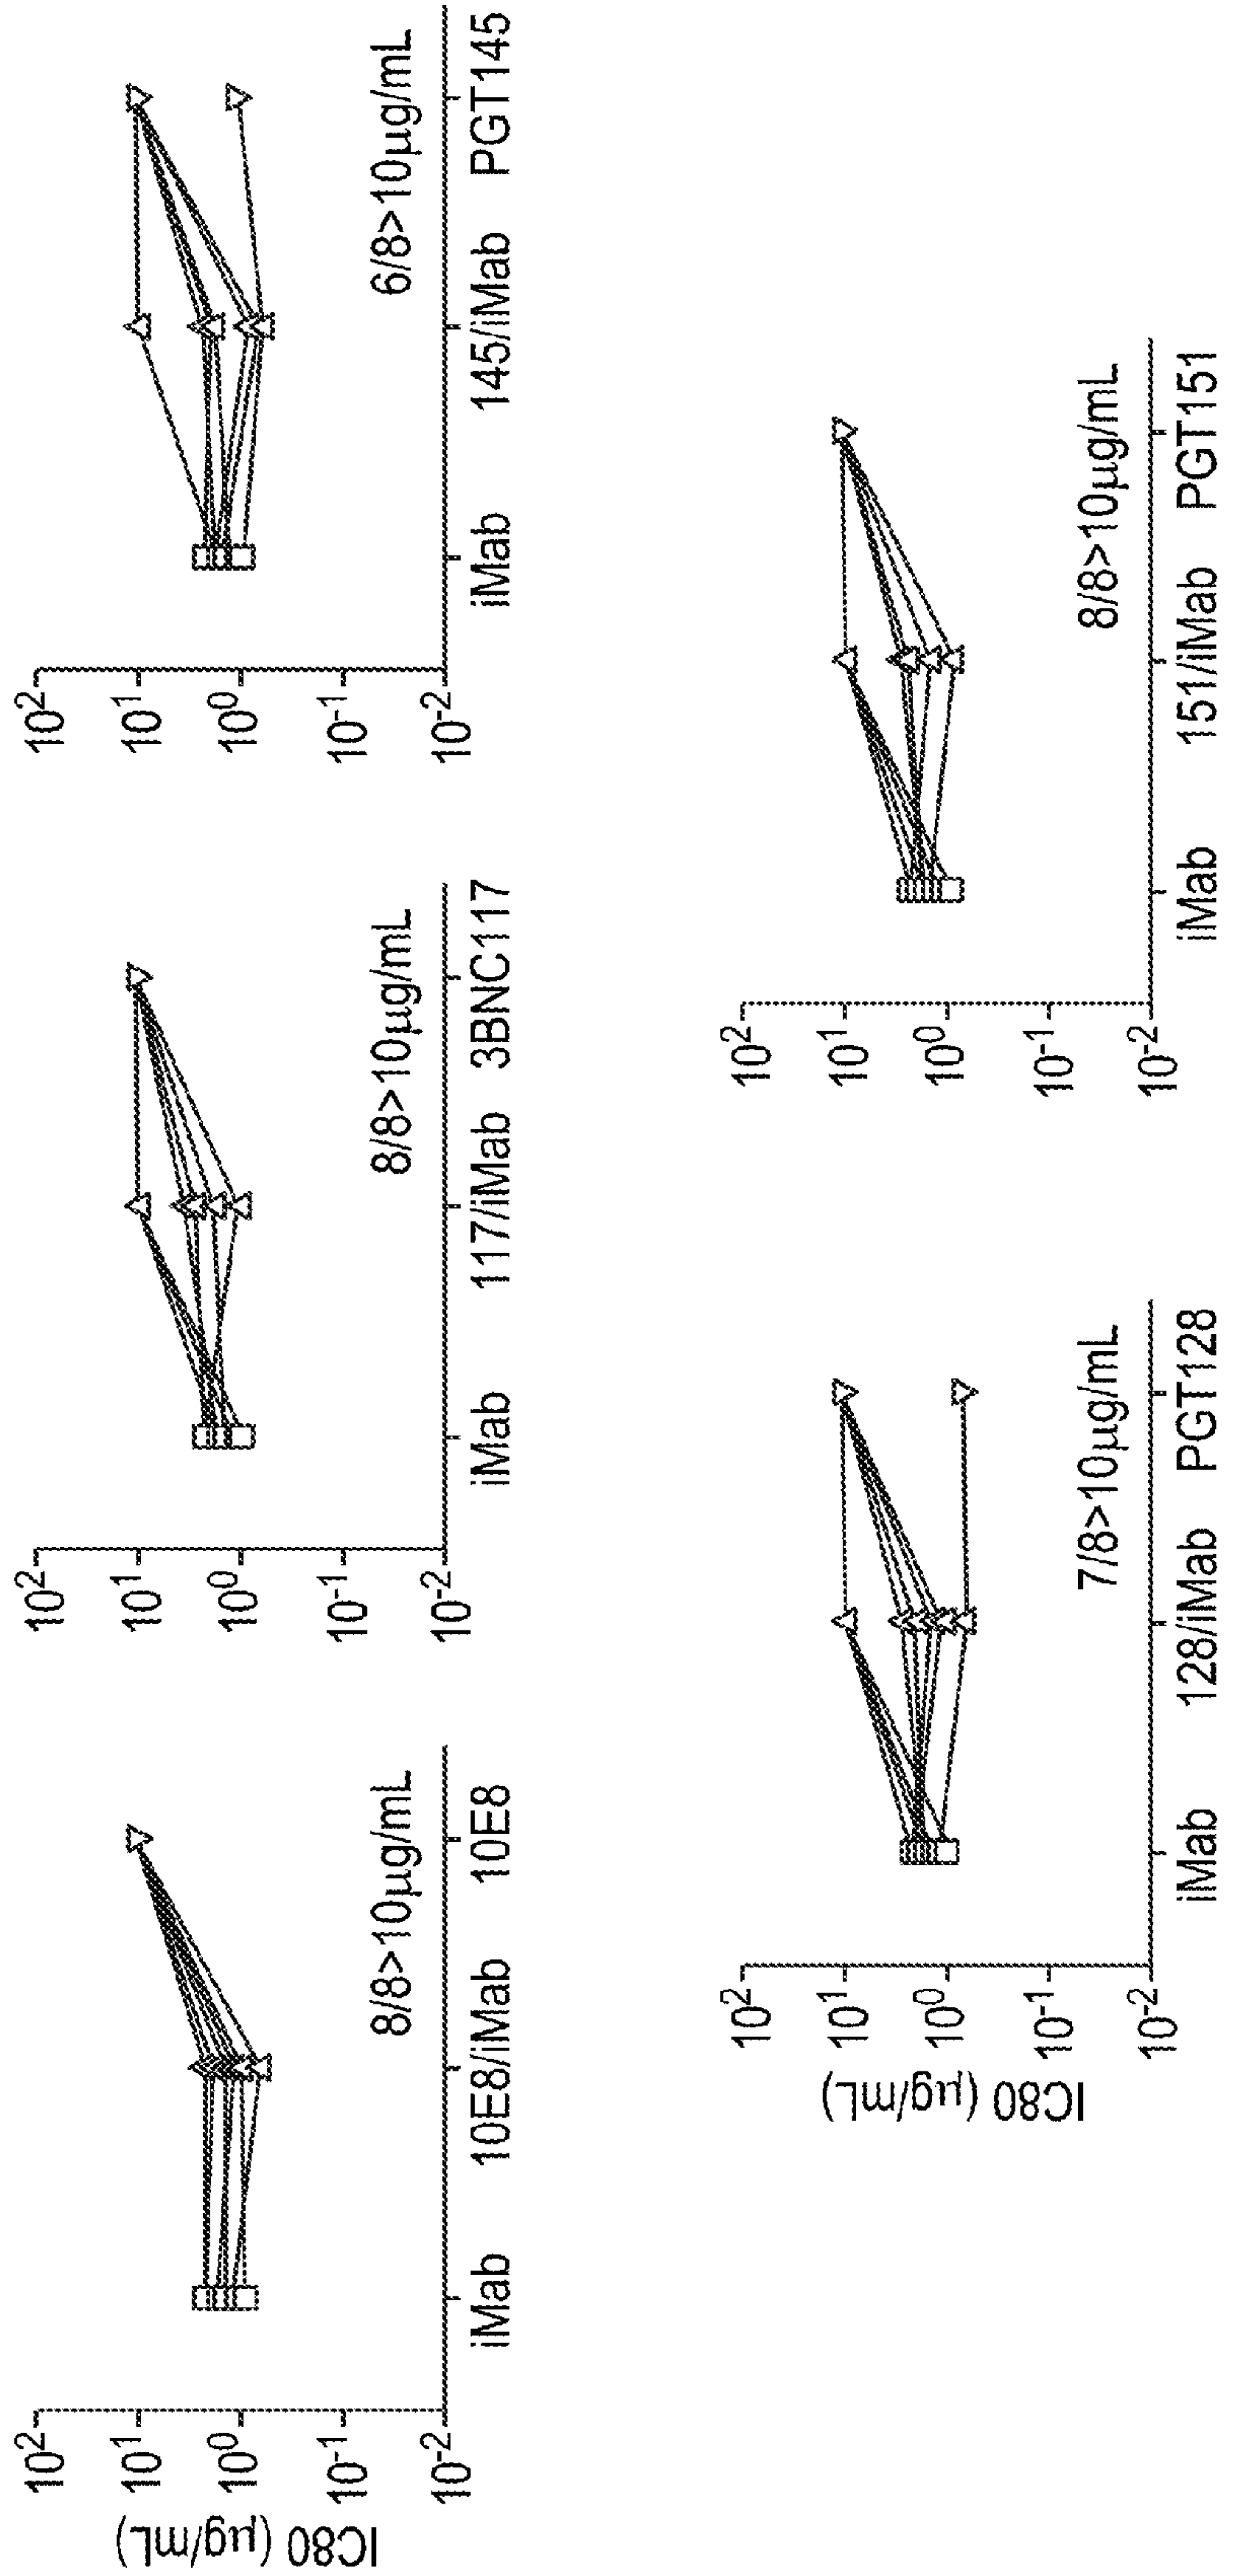 IC80 (µg/mL)
10²
10¹
10⁰
10⁻¹
10⁻²
8/8>10µg/mL
iMab 10E8/iMab 10E8
10²
10¹
10⁰
10⁻¹
10⁻²
8/8>10µg/mL
iMab 117/iMab 3BNC117
10²
10¹
10⁰
10⁻¹
10⁻²
6/8>10µg/mL
iMab 145/iMab PGT145
IC80 (µg/mL)
10²
10¹
10⁰
10⁻¹
10⁻²
7/8>10µg/mL
iMab 128/iMab PGT128
10²
10¹
10⁰
10⁻¹
10⁻²
8/8>10µg/mL
iMab 151/iMab PGT151